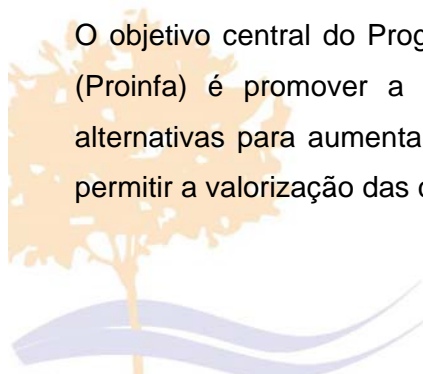 O objetivo central do Prog
(Proinfa) é promover a
alternativas para aumenta
permitir a valorização das